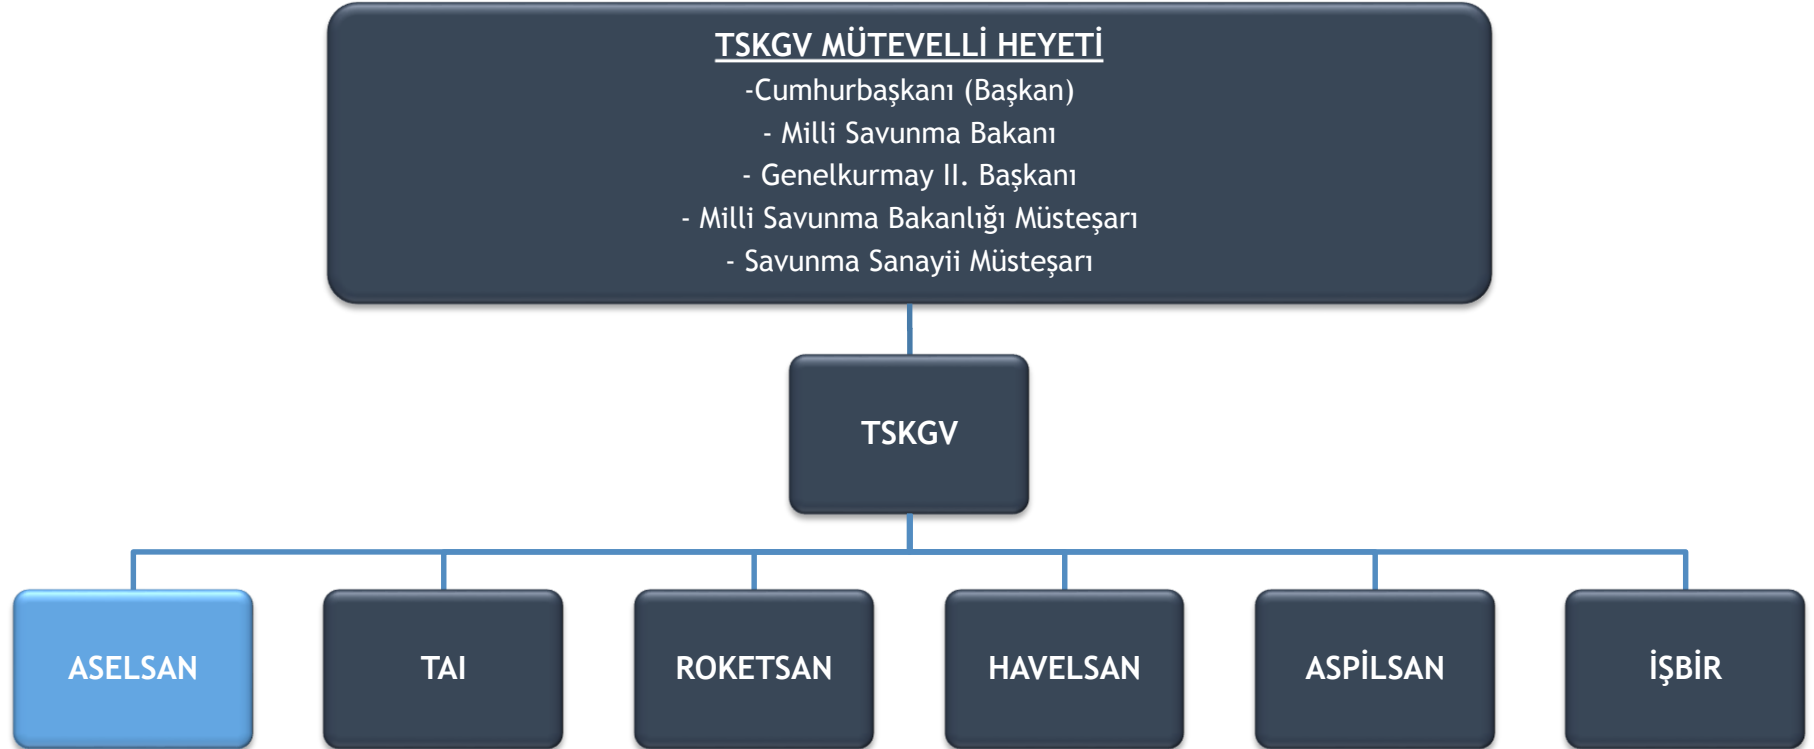 TSKGV MÜTEVELLİ HEYETİ
-Cumhurbaşkanı (Başkan)
- Milli Savunma Bakanı
- Genelkurmay II. Başkanı
- Milli Savunma Bakanlığı Müsteşarı
- Savunma Sanayii Müsteşarı
TSKGV
ASELSAN
TAI
ROKETSAN
HAVELSAN
ASPİLSAN
İŞBİR